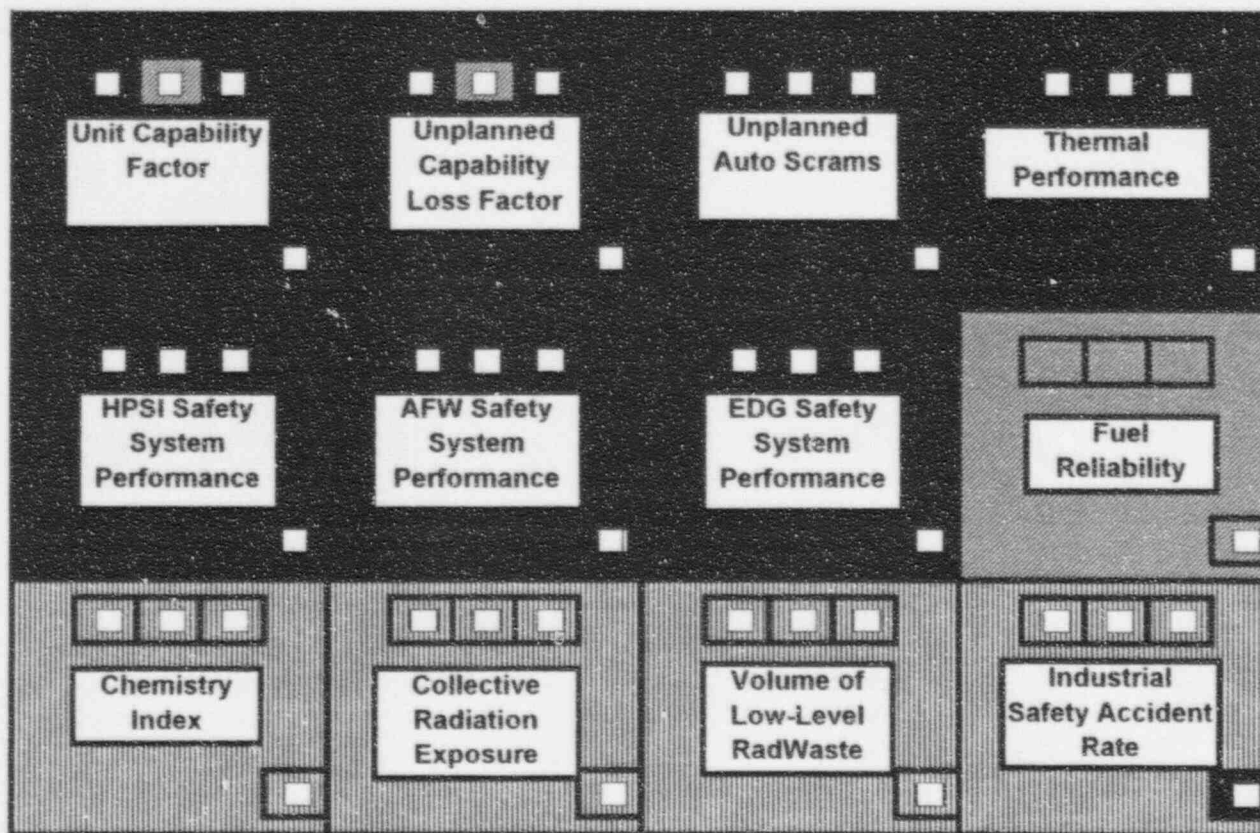 Unit Capability
Factor
Unplanned
Capability
Loss Factor
Unplanned
Auto Scrams
Thermal
Performance
HPSI Safety
System
Performance
AFW Safety
System
Performance
EDG Safety
System
Performance
Fuel
Reliability
Chemistry
Index
Collective
Radiation
Exposure
Volume of
Low-Level
RadWaste
Industrial
Safety Accident
Rate